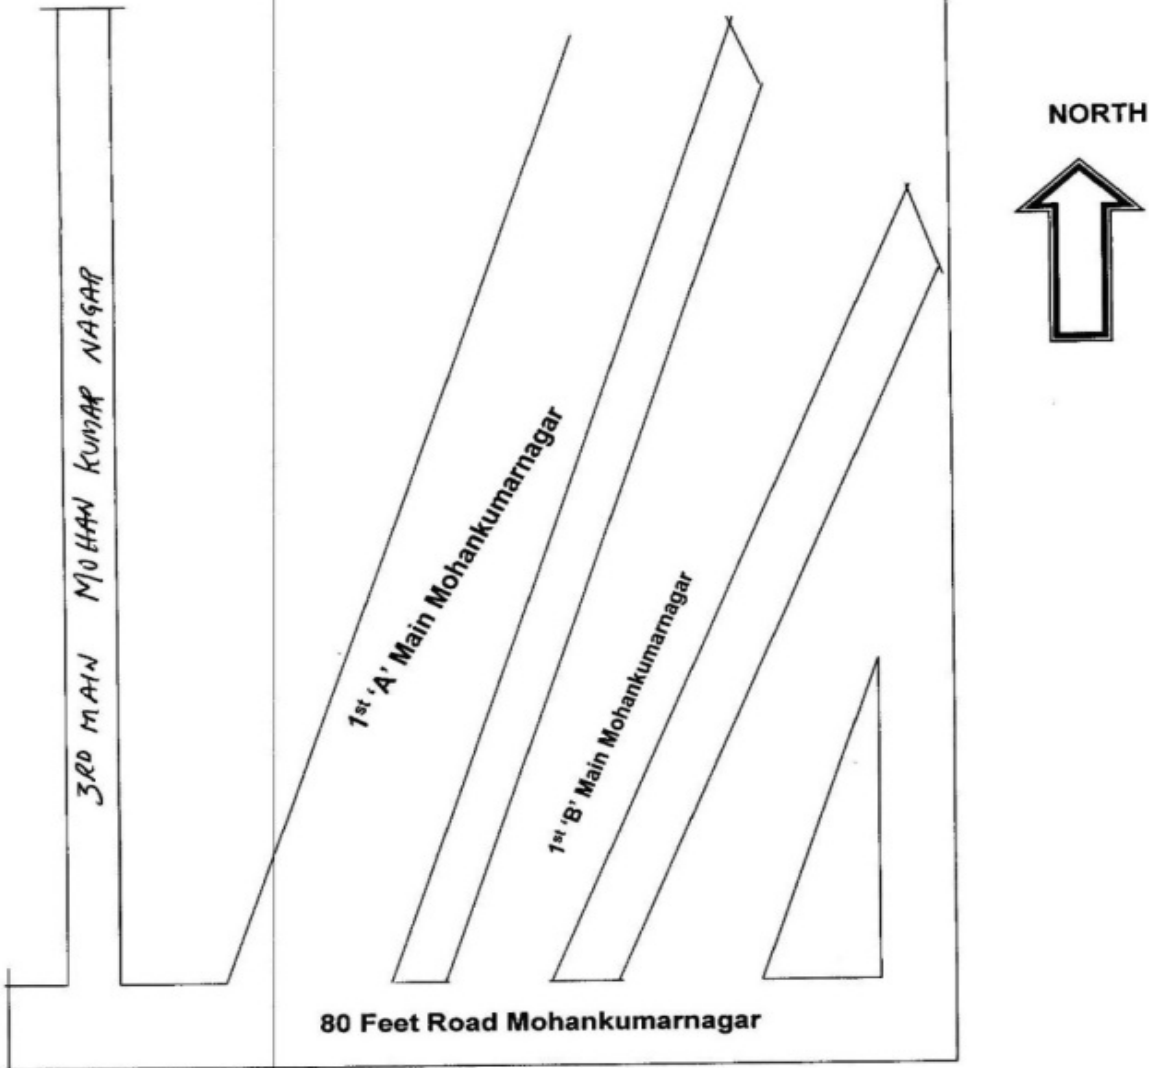 NORTH
3RD MAIN MOHAN KUMAR NAGAR
1st 'A' Main Mohankumarnagar
1st 'B' Main Mohankumarnagar
80 Feet Road Mohankumarnagar